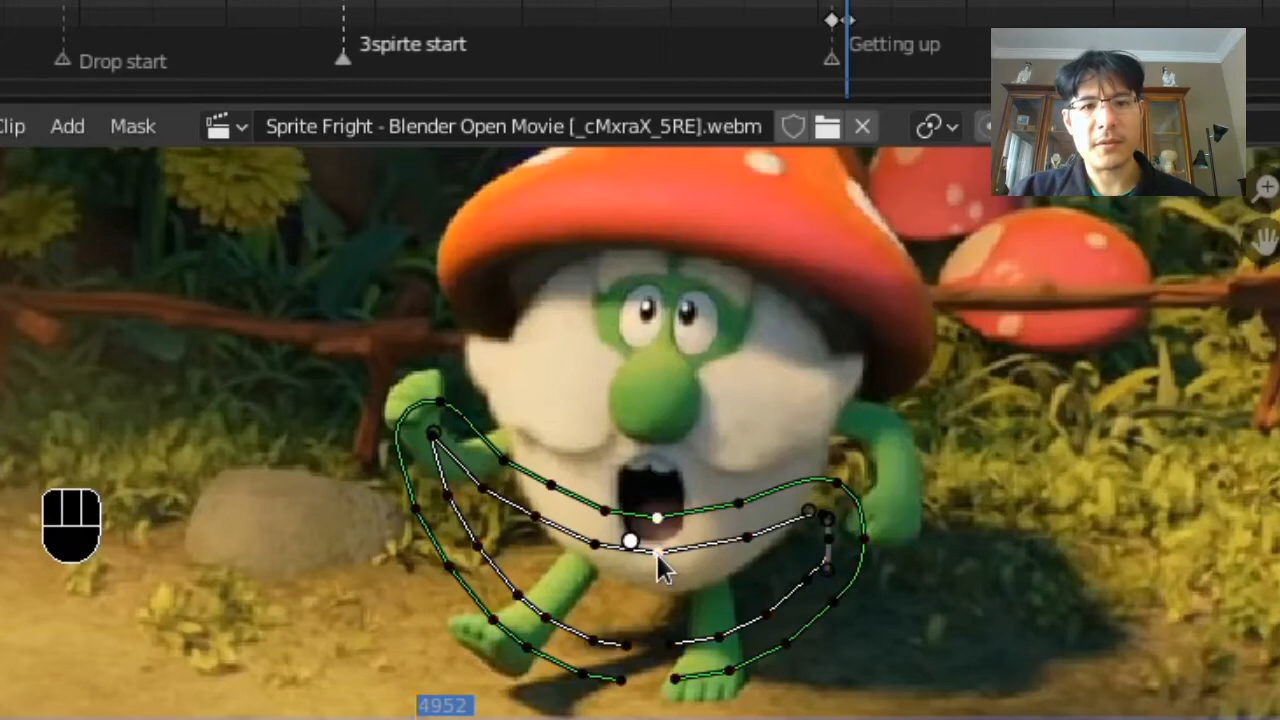 3spirte start
Getting up
Drop start
Clip Add Mask Sprite Fright - Blender Open Movie [_cMxraX_5RE].webm
4952